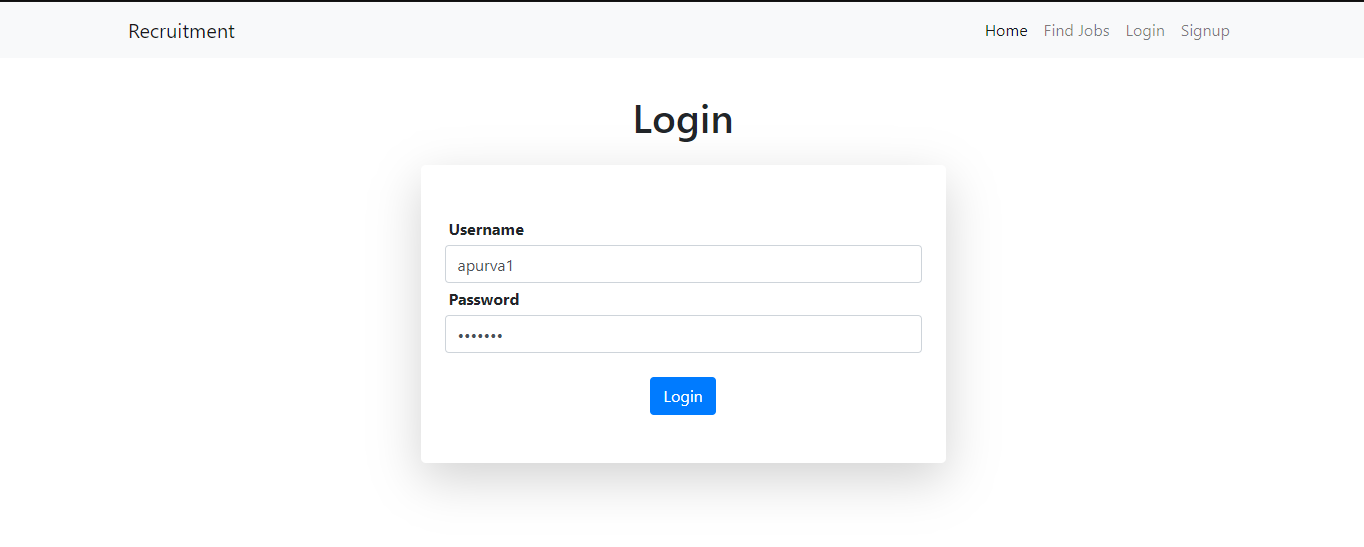 Recruitment Home Find Jobs Login Signup
Login
Username
apurva1
Password
•••••••
Login